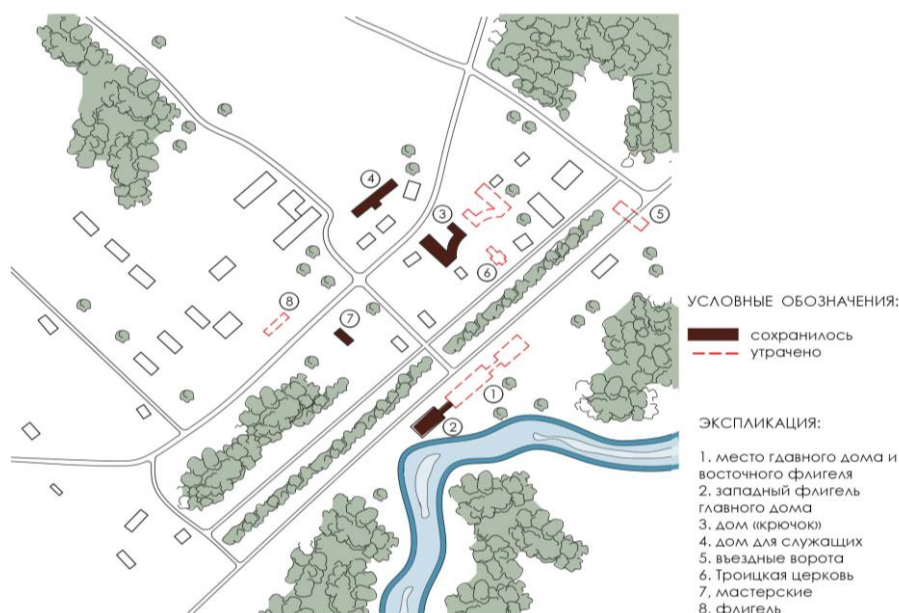 4
3
5
6
8
7
1
2
УСЛОВНЫЕ ОБОЗНАЧЕНИЯ:
сохранилось
утрачено
ЭКСПЛИКАЦИЯ:
1. место гдавного дома и
восточного флигеля
2. западный флигель
главного дома
3. дом «крючок»
4. дом для служащих
5. въездные ворота
6. Троицкая церковь
7. мастерские
8. флигель